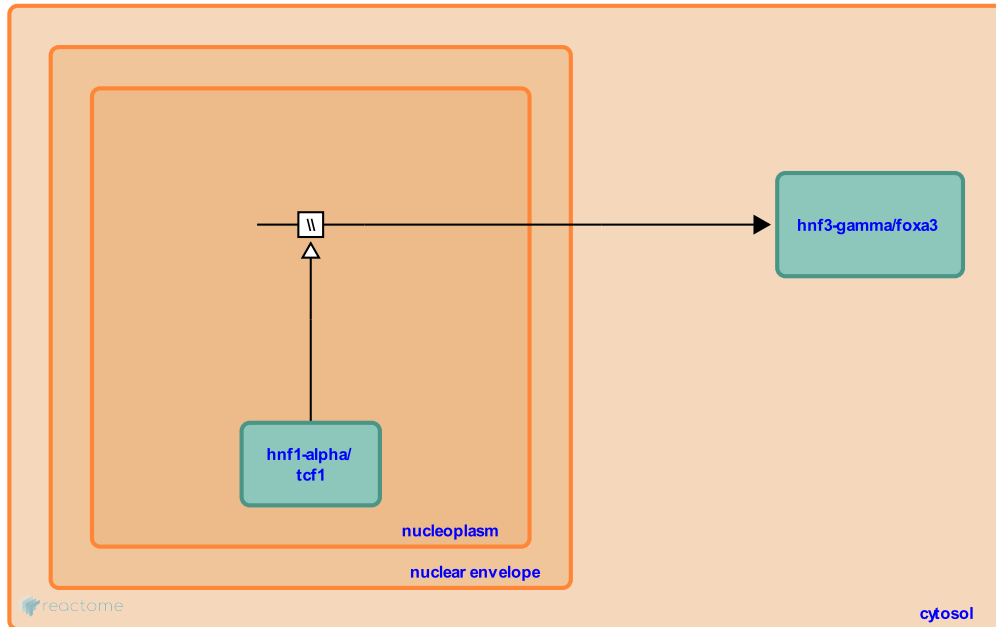 \\
hnf3-gamma/foxa3
hnf1-alpha/
tcf1
nucleoplasm
nuclear envelope
reactome
cytosol